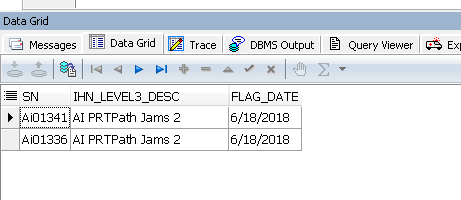 Data Grid
Messages Data Grid Trace DBMS Output Query Viewer
SN IHN_LEVEL3_DESC FLAG_DATE
Ai01341 AI PRTPath Jams 2 6/18/2018
Ai01336 AI PRTPath Jams 2 6/18/2018